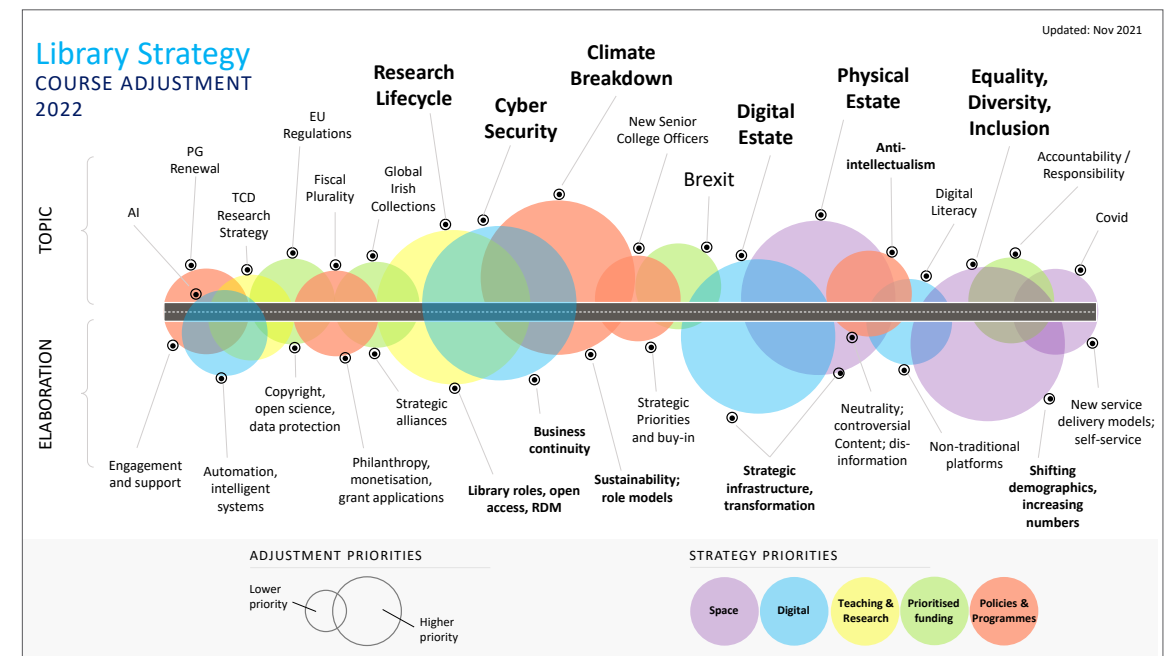 Updated: Nov 2021
Library Strategy
COURSE ADJUSTMENT
2022
TOPIC
AI
PG
Renewal
TCD
Research
Strategy
EU
Regulations
Fiscal
Plurality
Global
Irish
Collections
Research
Lifecycle
Cyber
Security
Climate
Breakdown
New Senior
College Officers
Brexit
Digital
Estate
Physical
Estate
Anti-
intellectualism
Digital
Literacy
Equality,
Diversity,
Inclusion
Accountability /
Responsibility
Covid
ELABORATION
Engagement
and support
Automation,
intelligent
systems
Copyright,
open science,
data protection
Philanthropy,
monetisation,
grant applications
Strategic
alliances
Library roles, open
access, RDM
Business
continuity
Sustainability;
role models
Strategic
Priorities
and buy-in
Strategic
infrastructure,
transformation
Neutrality;
controversial
Content; dis-
information
Non-traditional
platforms
Shifting
demographics,
increasing
numbers
New service
delivery models;
self-service
ADJUSTMENT PRIORITIES
Lower
priority
Higher
priority
STRATEGY PRIORITIES
Space
Digital
Teaching &
Research
Prioritised
funding
Policies &
Programmes